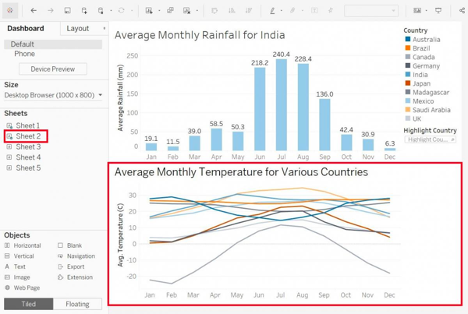 Dashboard
Layout
Default
Phone
Device Preview
Size
Desktop Browser (1000 x 800)
Sheets
Sheet 1
Sheet 2
Sheet 3
Sheet 4
Sheet 5
Objects
Horizontal
Blank
Vertical
Navigation
Text
Export
Image
Extension
Web Page
Tiled
Floating
Average Monthly Rainfall for India
Average Rainfall (mm)
250
200
150
100
50
0
19.1
11.5
39.0
58.5
50.3
218.2
240.4
228.4
136.0
42.4
30.9
6.3
Jan Feb Mar Apr May Jun Jul Aug Sep Oct Nov Dec
Average Monthly Temperature for Various Countries
Avg. Temperature (C)
30
20
10
0
-10
-20
Jan Feb Mar Apr May Jun Jul Aug Sep Oct Nov Dec
Country
Australia
Brazil
Canada
Germany
India
Japan
Madagascar
Mexico
Saudi Arabia
UK
Highlight Country
Highlight Cou...